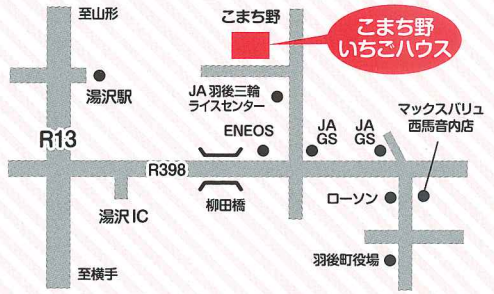 至山形
こまち野
こまち野
いちごハウス
湯沢駅
JA 羽後三輪
ライスセンター
マックスバリュ
西馬音内店
ENEOS
JA
GS
JA
GS
R13
R398
湯沢IC
柳田橋
ローソン
羽後町役場
至横手